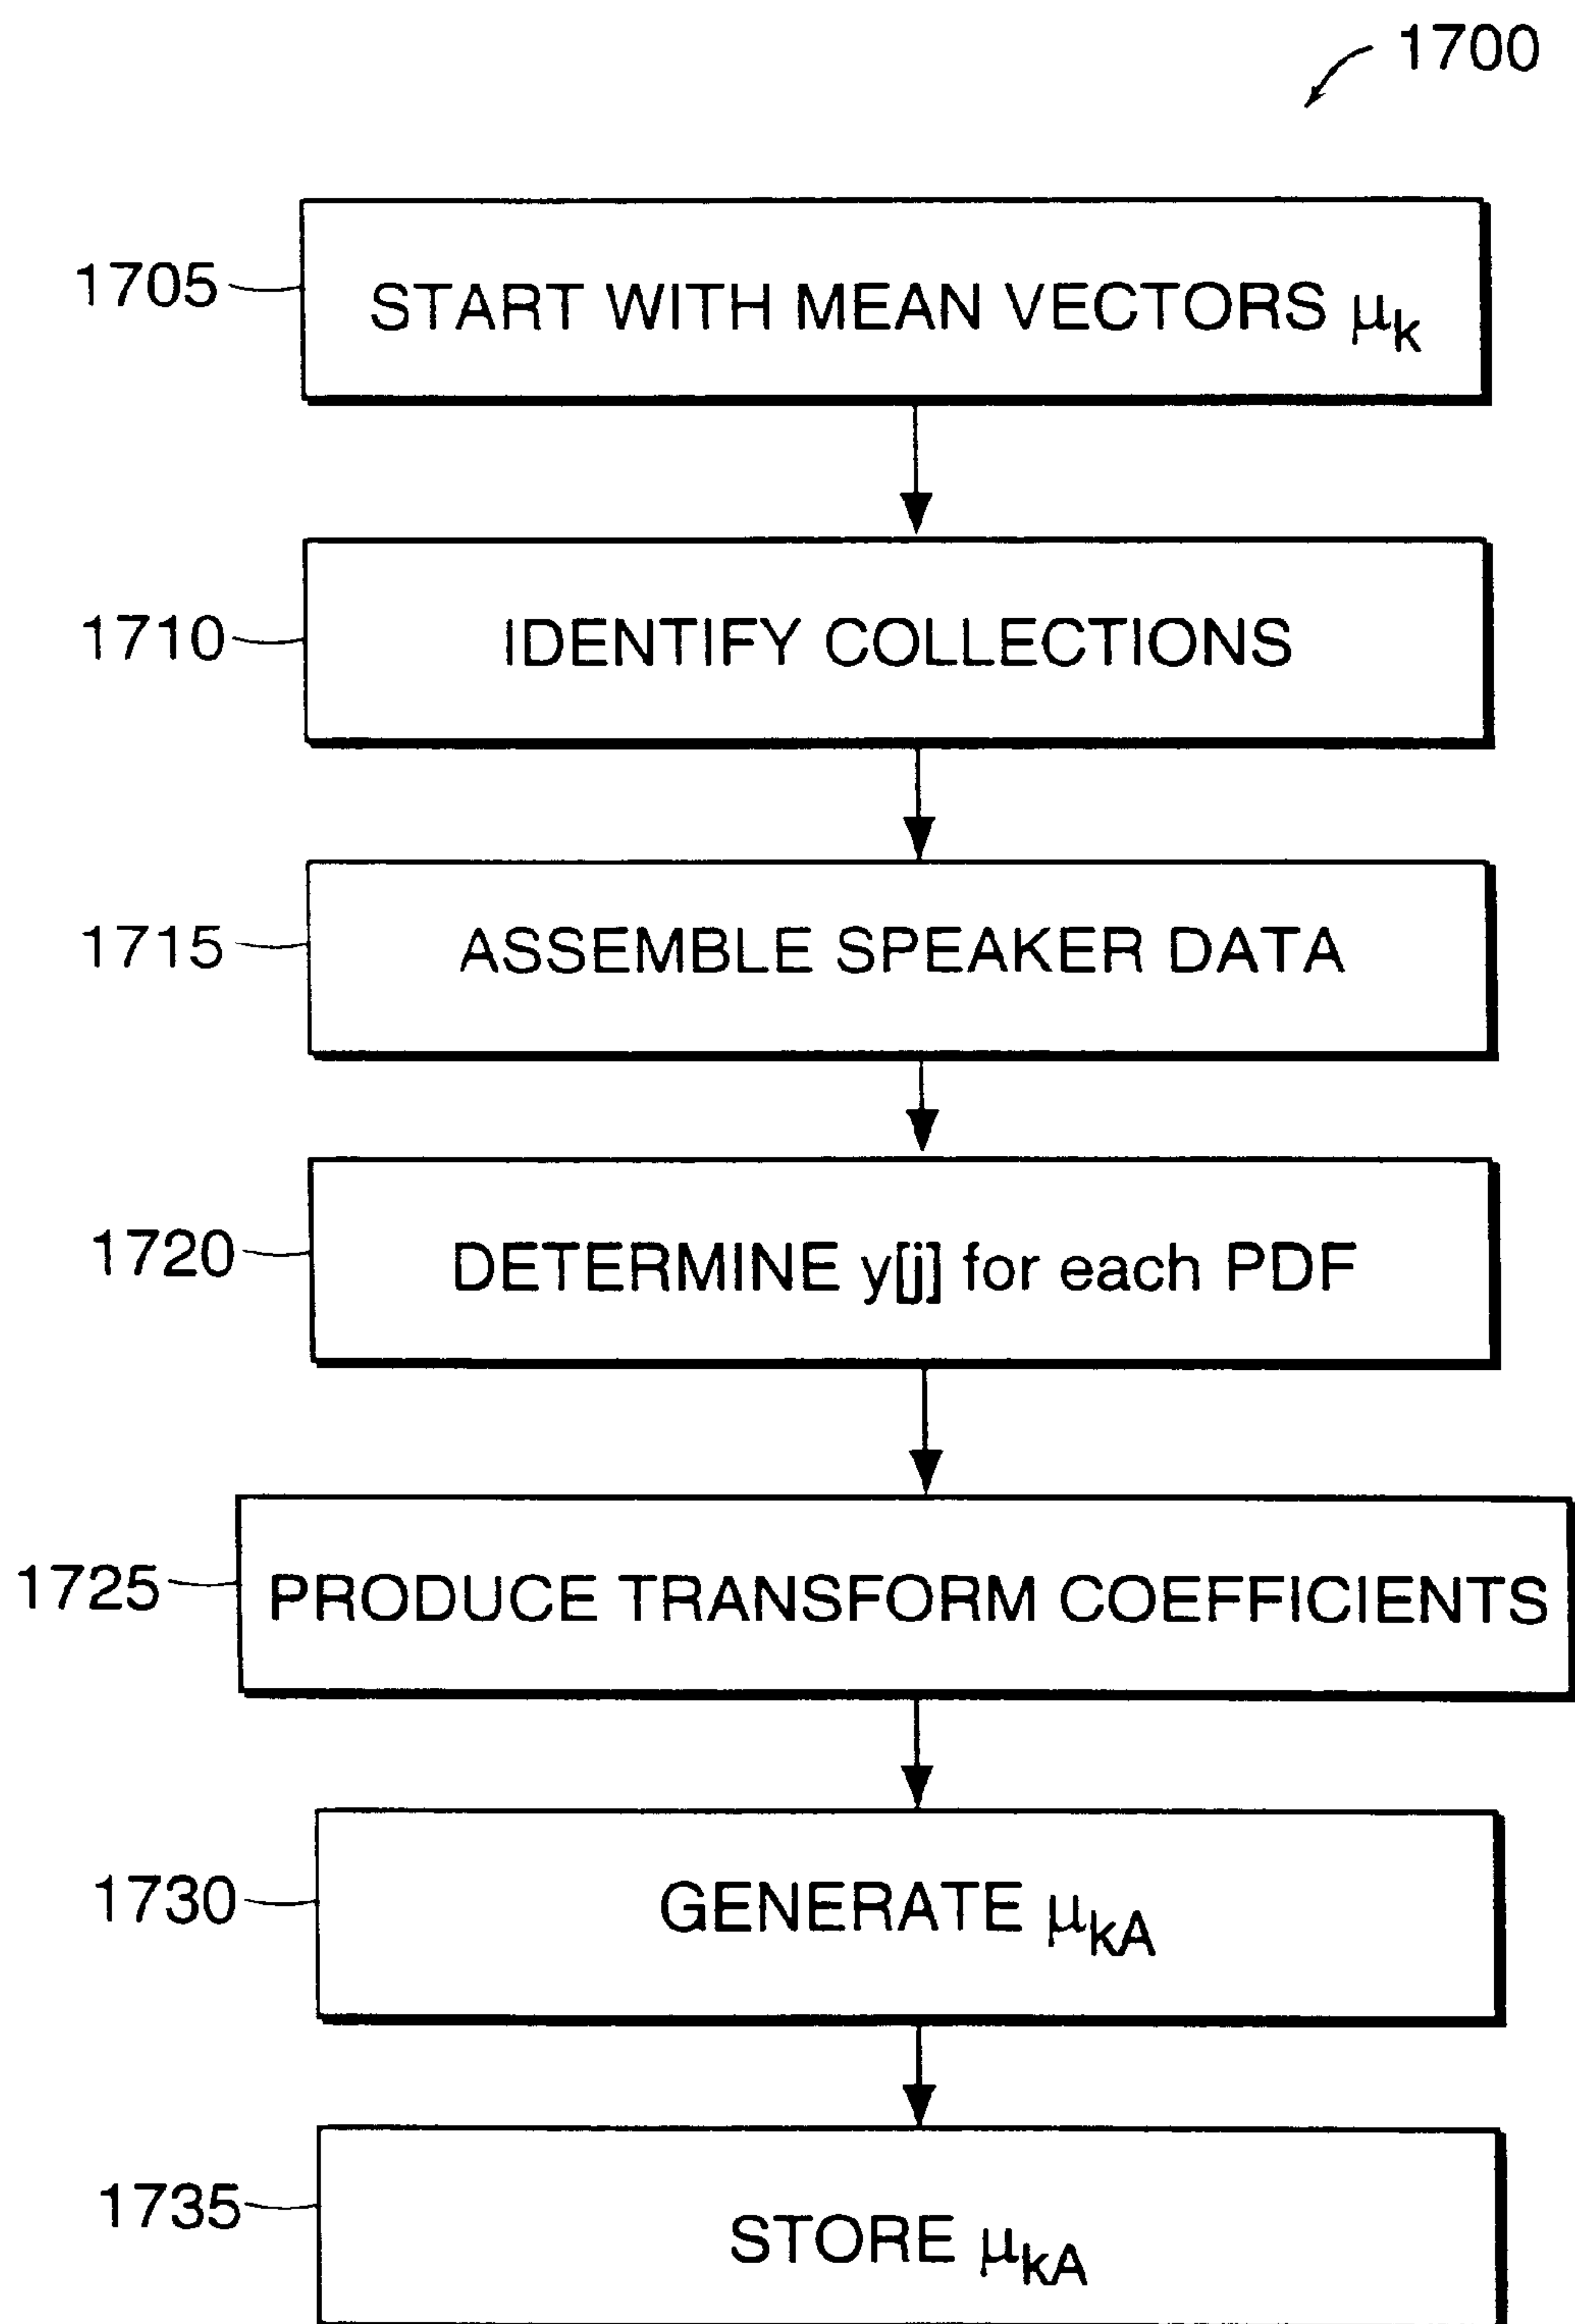 1700
1705 START WITH MEAN VECTORS μk
1710 IDENTIFY COLLECTIONS
1715 ASSEMBLE SPEAKER DATA
1720 DETERMINE y[j] for each PDF
1725 PRODUCE TRANSFORM COEFFICIENTS
1730 GENERATE μkA
1735 STORE μkA